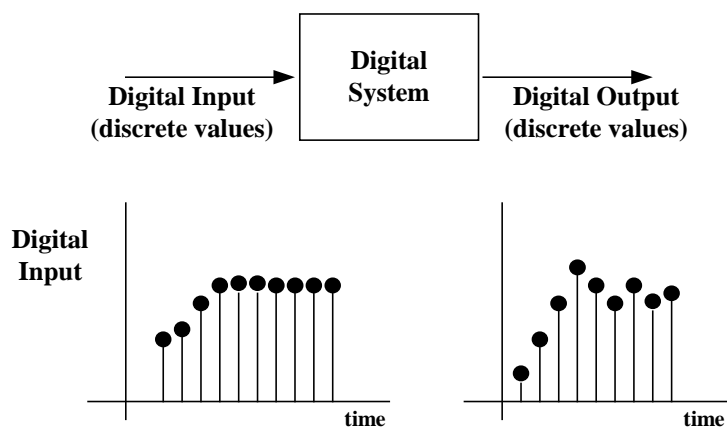 Digital
System
Digital Input
(discrete values)
Digital Output
(discrete values)
Digital
Input
time
time